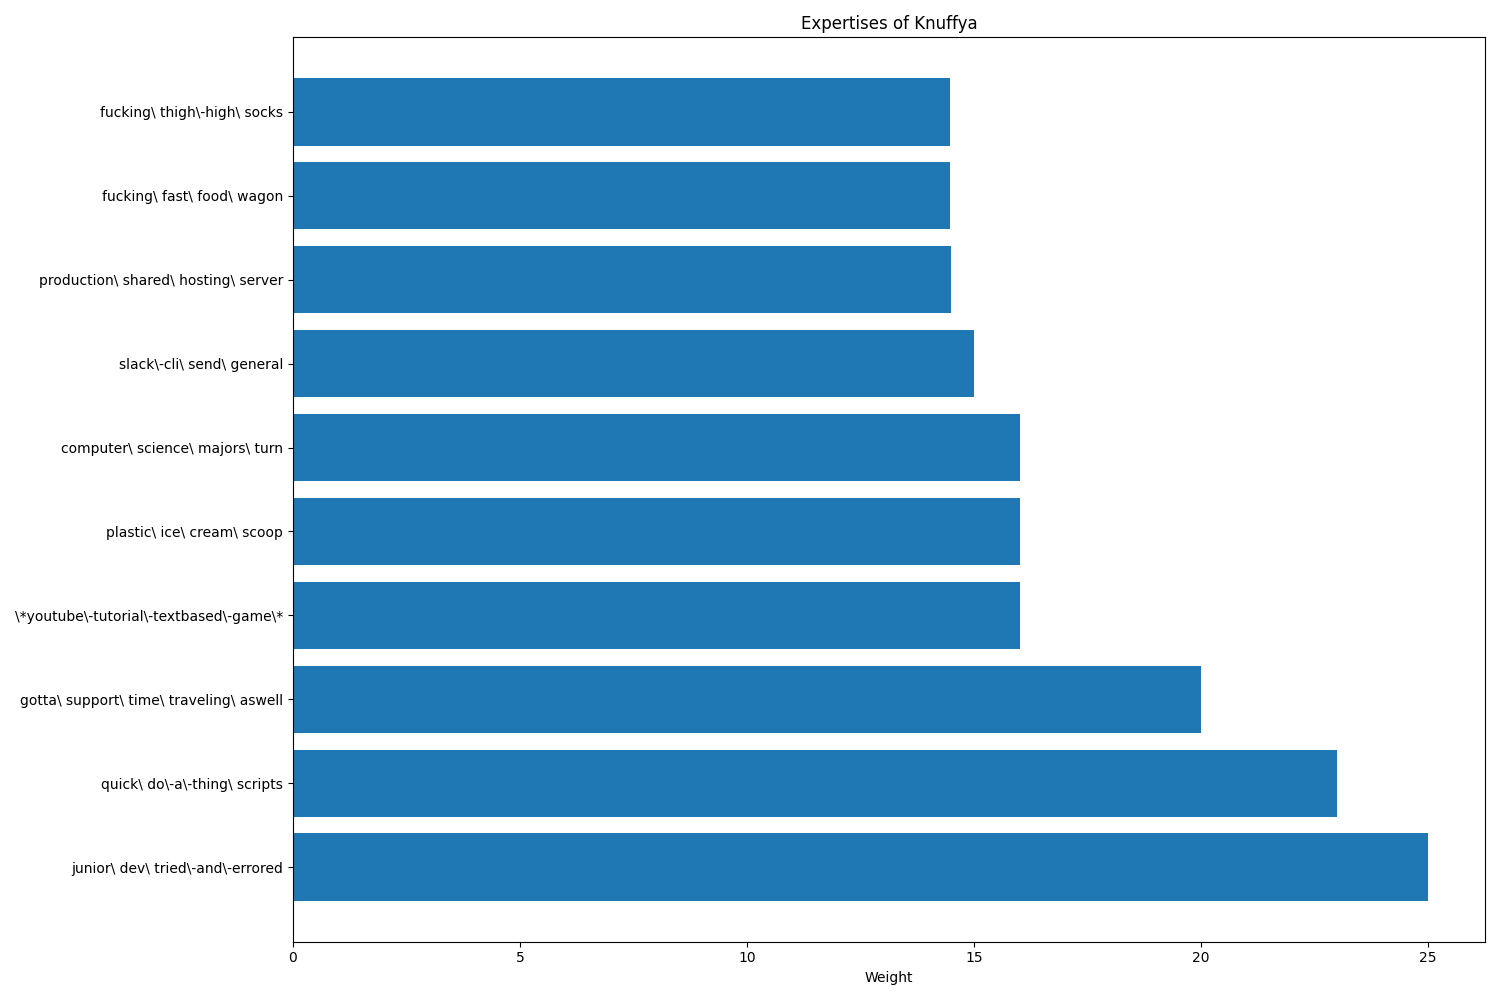 Expertises of Knuffya
fucking\ thigh\-high\ socks
fucking\ fast\ food\ wagon
production\ shared\ hosting\ server
slack\-cli\ send\ general
computer\ science\ majors\ turn
plastic\ ice\ cream\ scoop
\*youtube\-tutorial\-textbased\-game\*
gotta\ support\ time\ traveling\ aswell
quick\ do\-a\-thing\ scripts
junior\ dev\ tried\-and\-errored
0 5 10 15 20 25
Weight